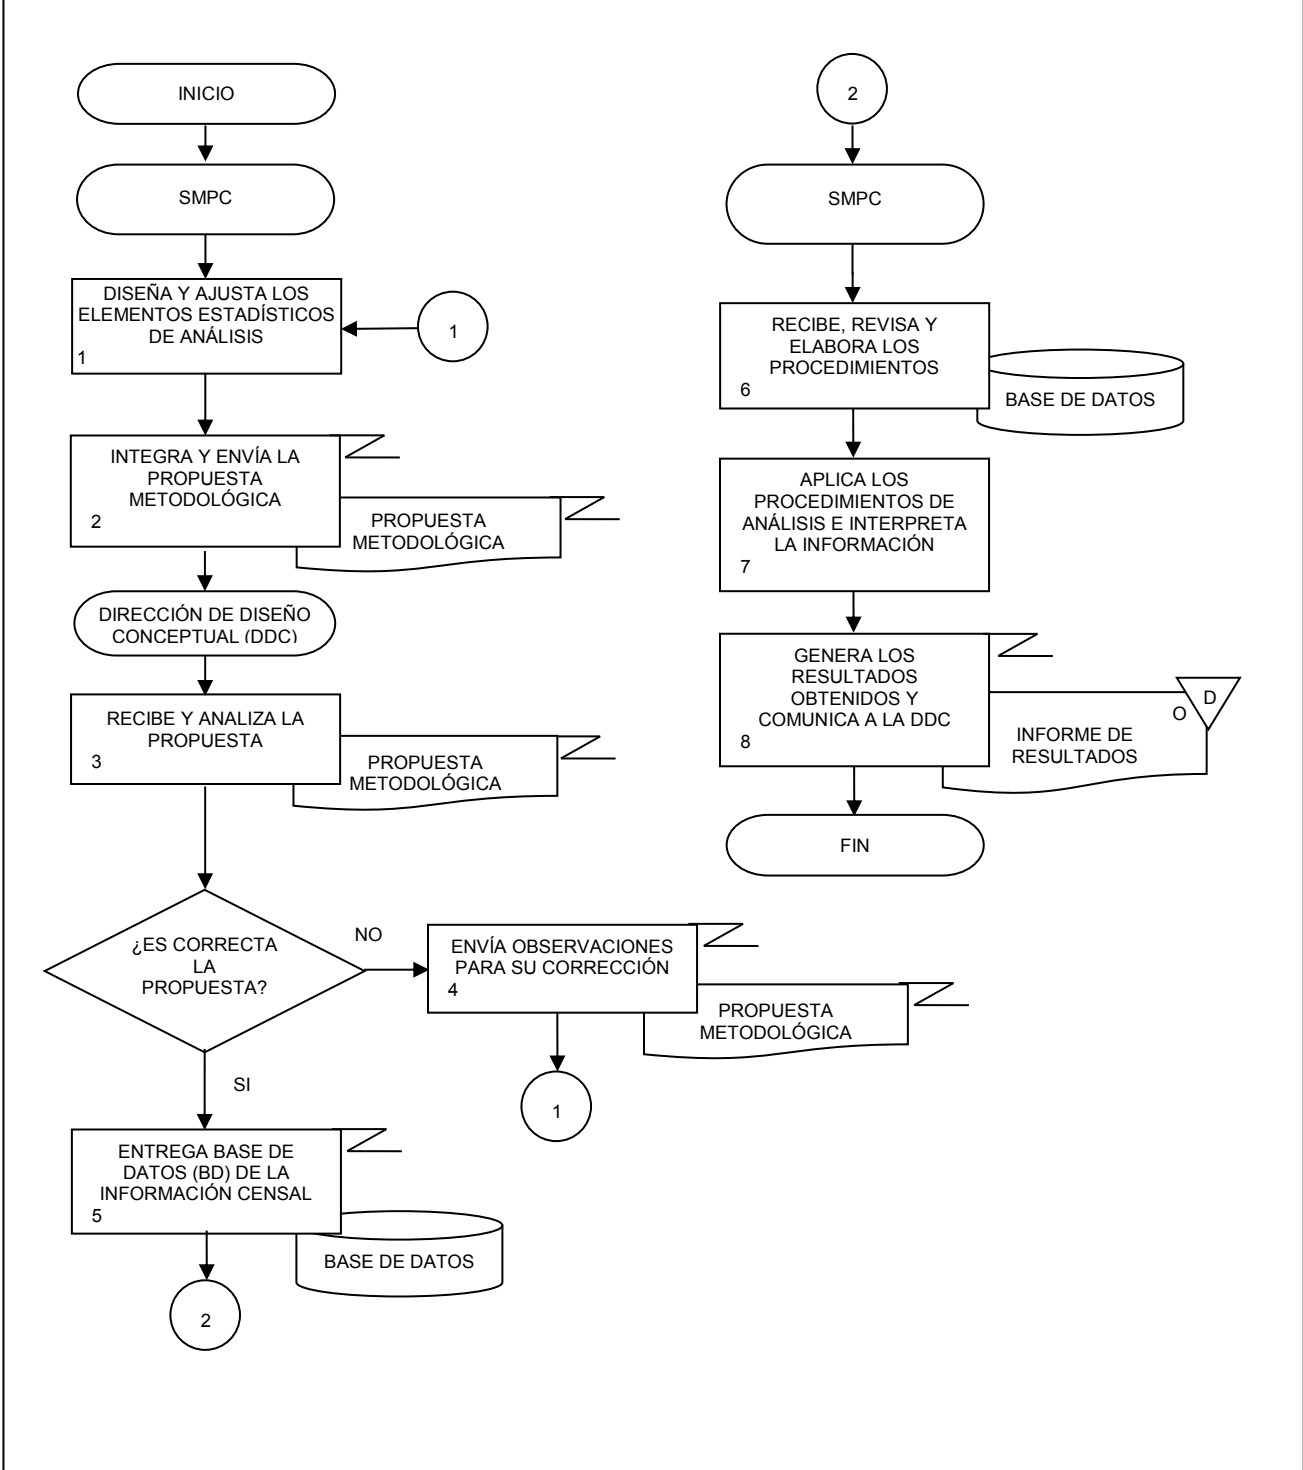 INICIO
SMPC
DISEÑA Y AJUSTA LOS
ELEMENTOS ESTADÍSTICOS
DE ANÁLISIS
1
1
INTEGRA Y ENVÍA LA
PROPUESTA
METODOLÓGICA
2
PROPUESTA
METODOLÓGICA
DIRECCIÓN DE DISEÑO
CONCEPTUAL (DDC)
RECIBE Y ANALIZA LA
PROPUESTA
3
PROPUESTA
METODOLÓGICA
¿ES CORRECTA
LA
PROPUESTA?
NO
ENVÍA OBSERVACIONES
PARA SU CORRECCIÓN
4
PROPUESTA
METODOLÓGICA
1
SI
ENTREGA BASE DE
DATOS (BD) DE LA
INFORMACIÓN CENSAL
5
BASE DE DATOS
2
2
SMPC
RECIBE, REVISA Y
ELABORA LOS
PROCEDIMIENTOS
6
BASE DE DATOS
APLICA LOS
PROCEDIMIENTOS DE
ANÁLISIS E INTERPRETA
LA INFORMACIÓN
7
GENERA LOS
RESULTADOS
OBTENIDOS Y
COMUNICA A LA DDC
8
D
O
INFORME DE
RESULTADOS
FIN